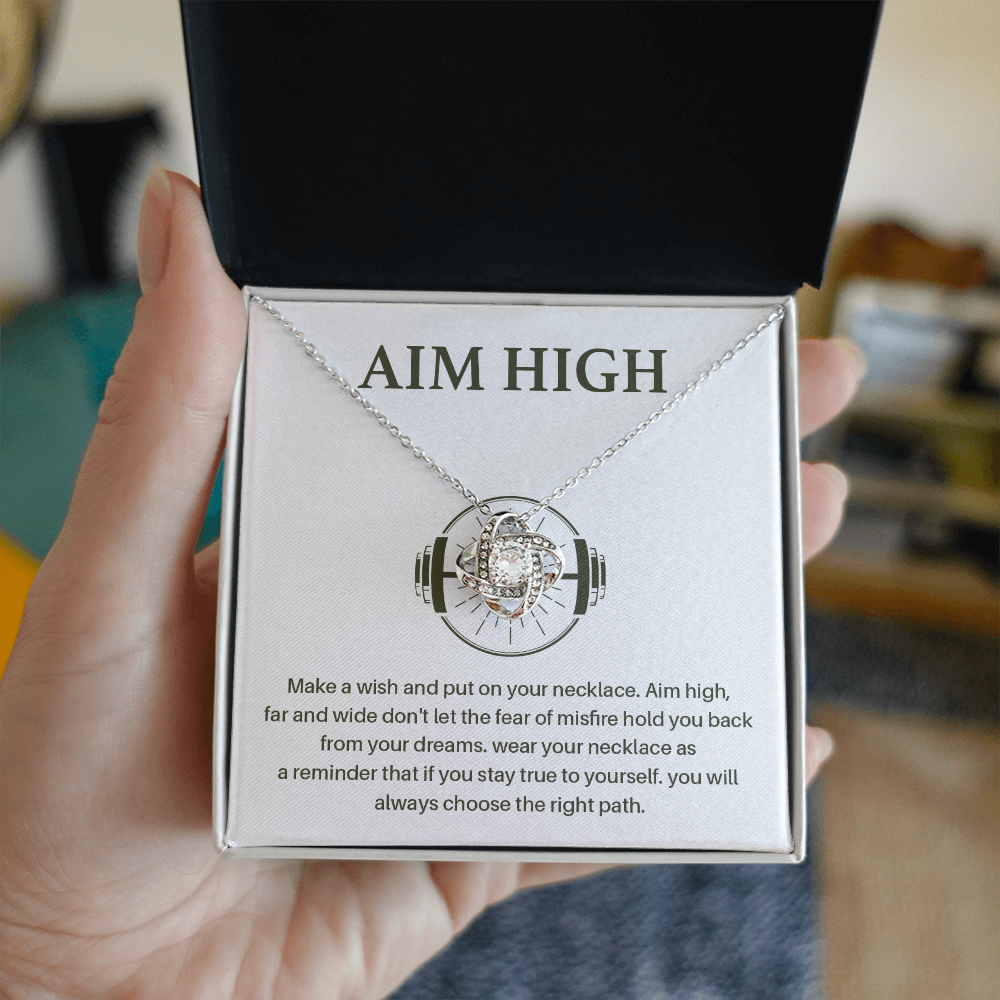 AIM HIGH
Make a wish and put on your necklace. Aim high,
far and wide don't let the fear of misfire hold you back
from your dreams. wear your necklace as
a reminder that if you stay true to yourself. you will
always choose the right path.